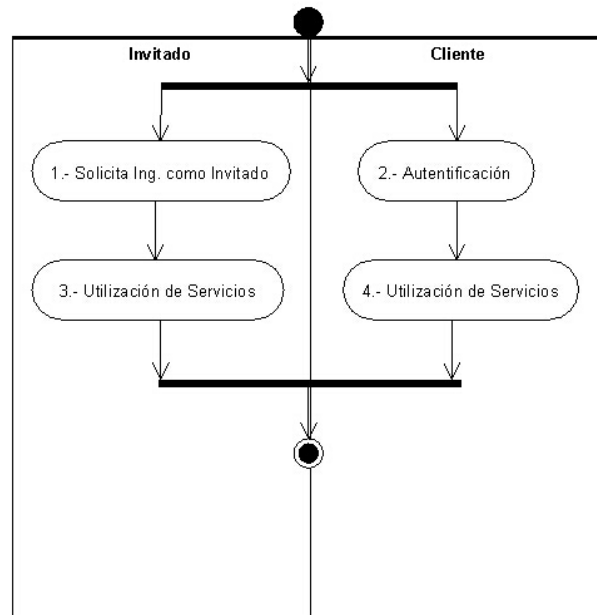 Invitado
Cliente
1.- Solicita Ing. como Invitado
2.- Autentificación
3.- Utilización de Servicios
4.- Utilización de Servicios